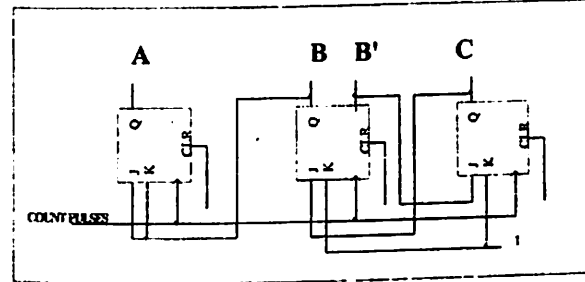 A B B' C
Q Q Q
CLR CLR CLR
J K J K J K
COUNT PULSES
1